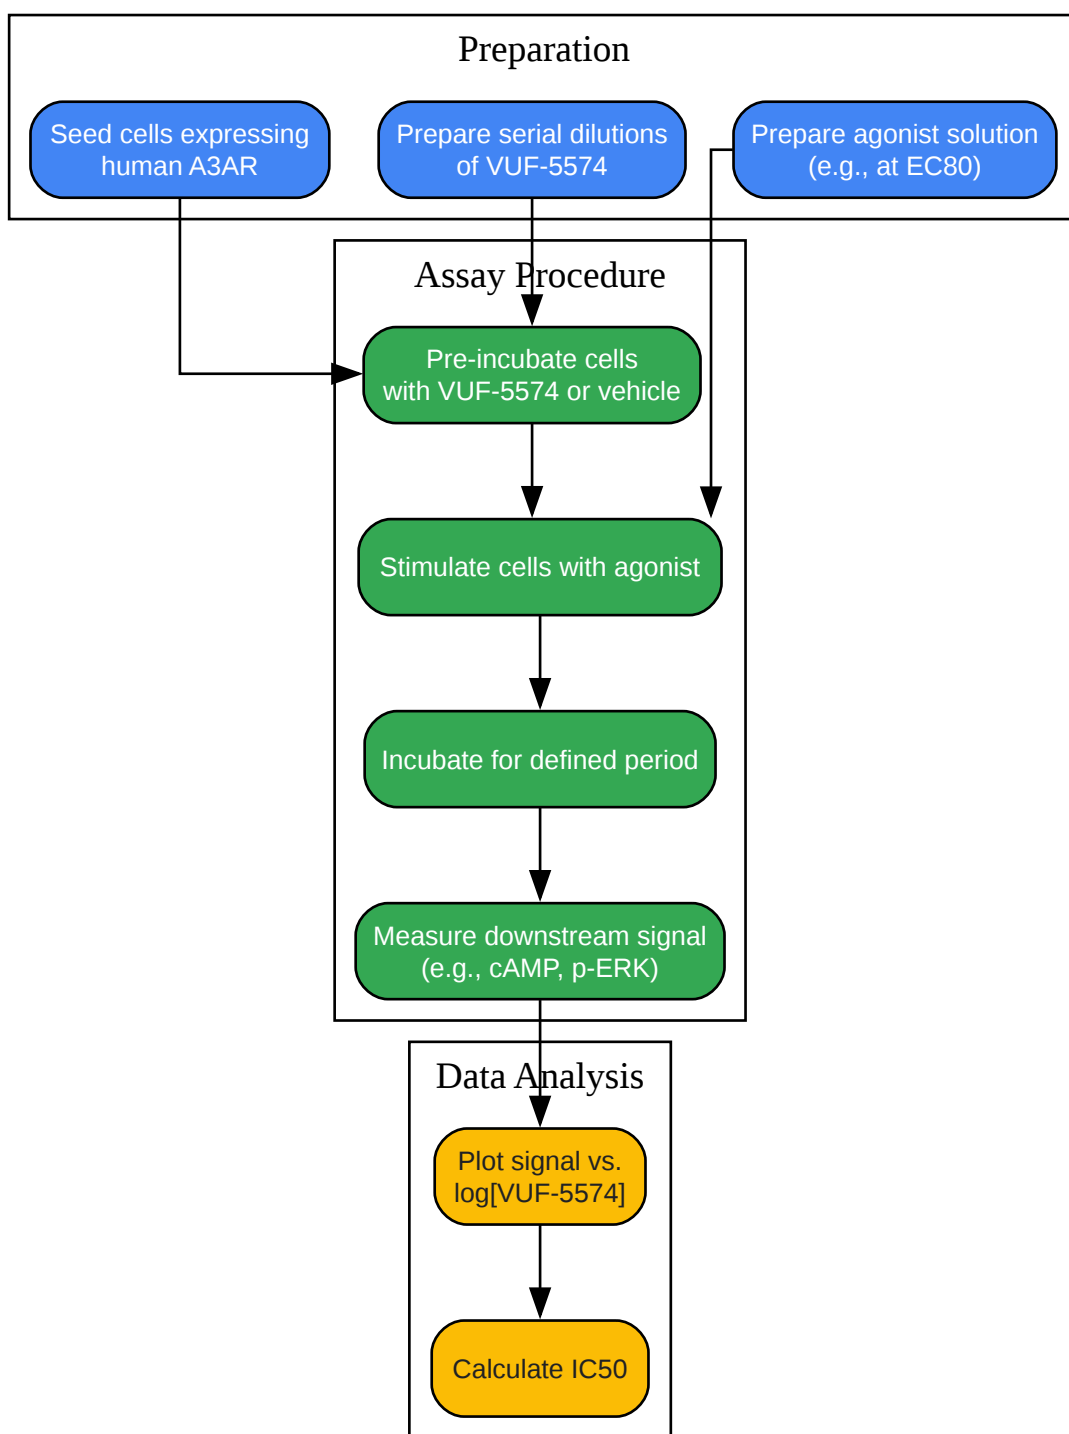 Preparation
Seed cells expressing
human A3AR
Prepare serial dilutions
of VUF-5574
Prepare agonist solution
(e.g., at EC80)
Assay Procedure
Pre-incubate cells
with VUF-5574 or vehicle
Stimulate cells with agonist
Incubate for defined period
Measure downstream signal
(e.g., cAMP, p-ERK)
Data Analysis
Plot signal vs.
log[VUF-5574]
Calculate IC50